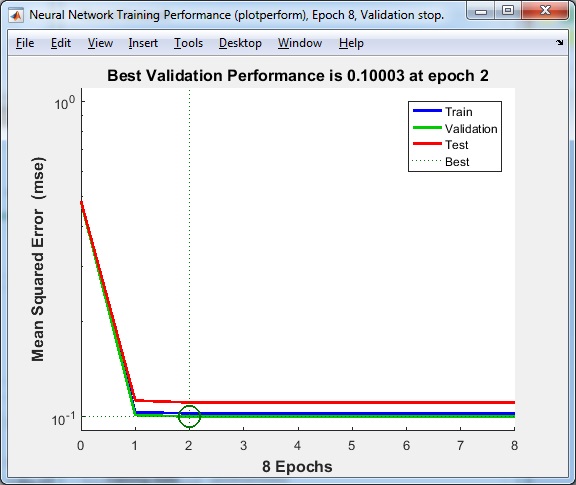 Neural Network Training Performance (plotperform), Epoch 8, Validation stop.
File Edit View Insert Tools Desktop Window Help
Best Validation Performance is 0.10003 at epoch 2
Mean Squared Error (mse)
10^0
10^-1
Train
Validation
Test
Best
0 1 2 3 4 5 6 7 8
8 Epochs